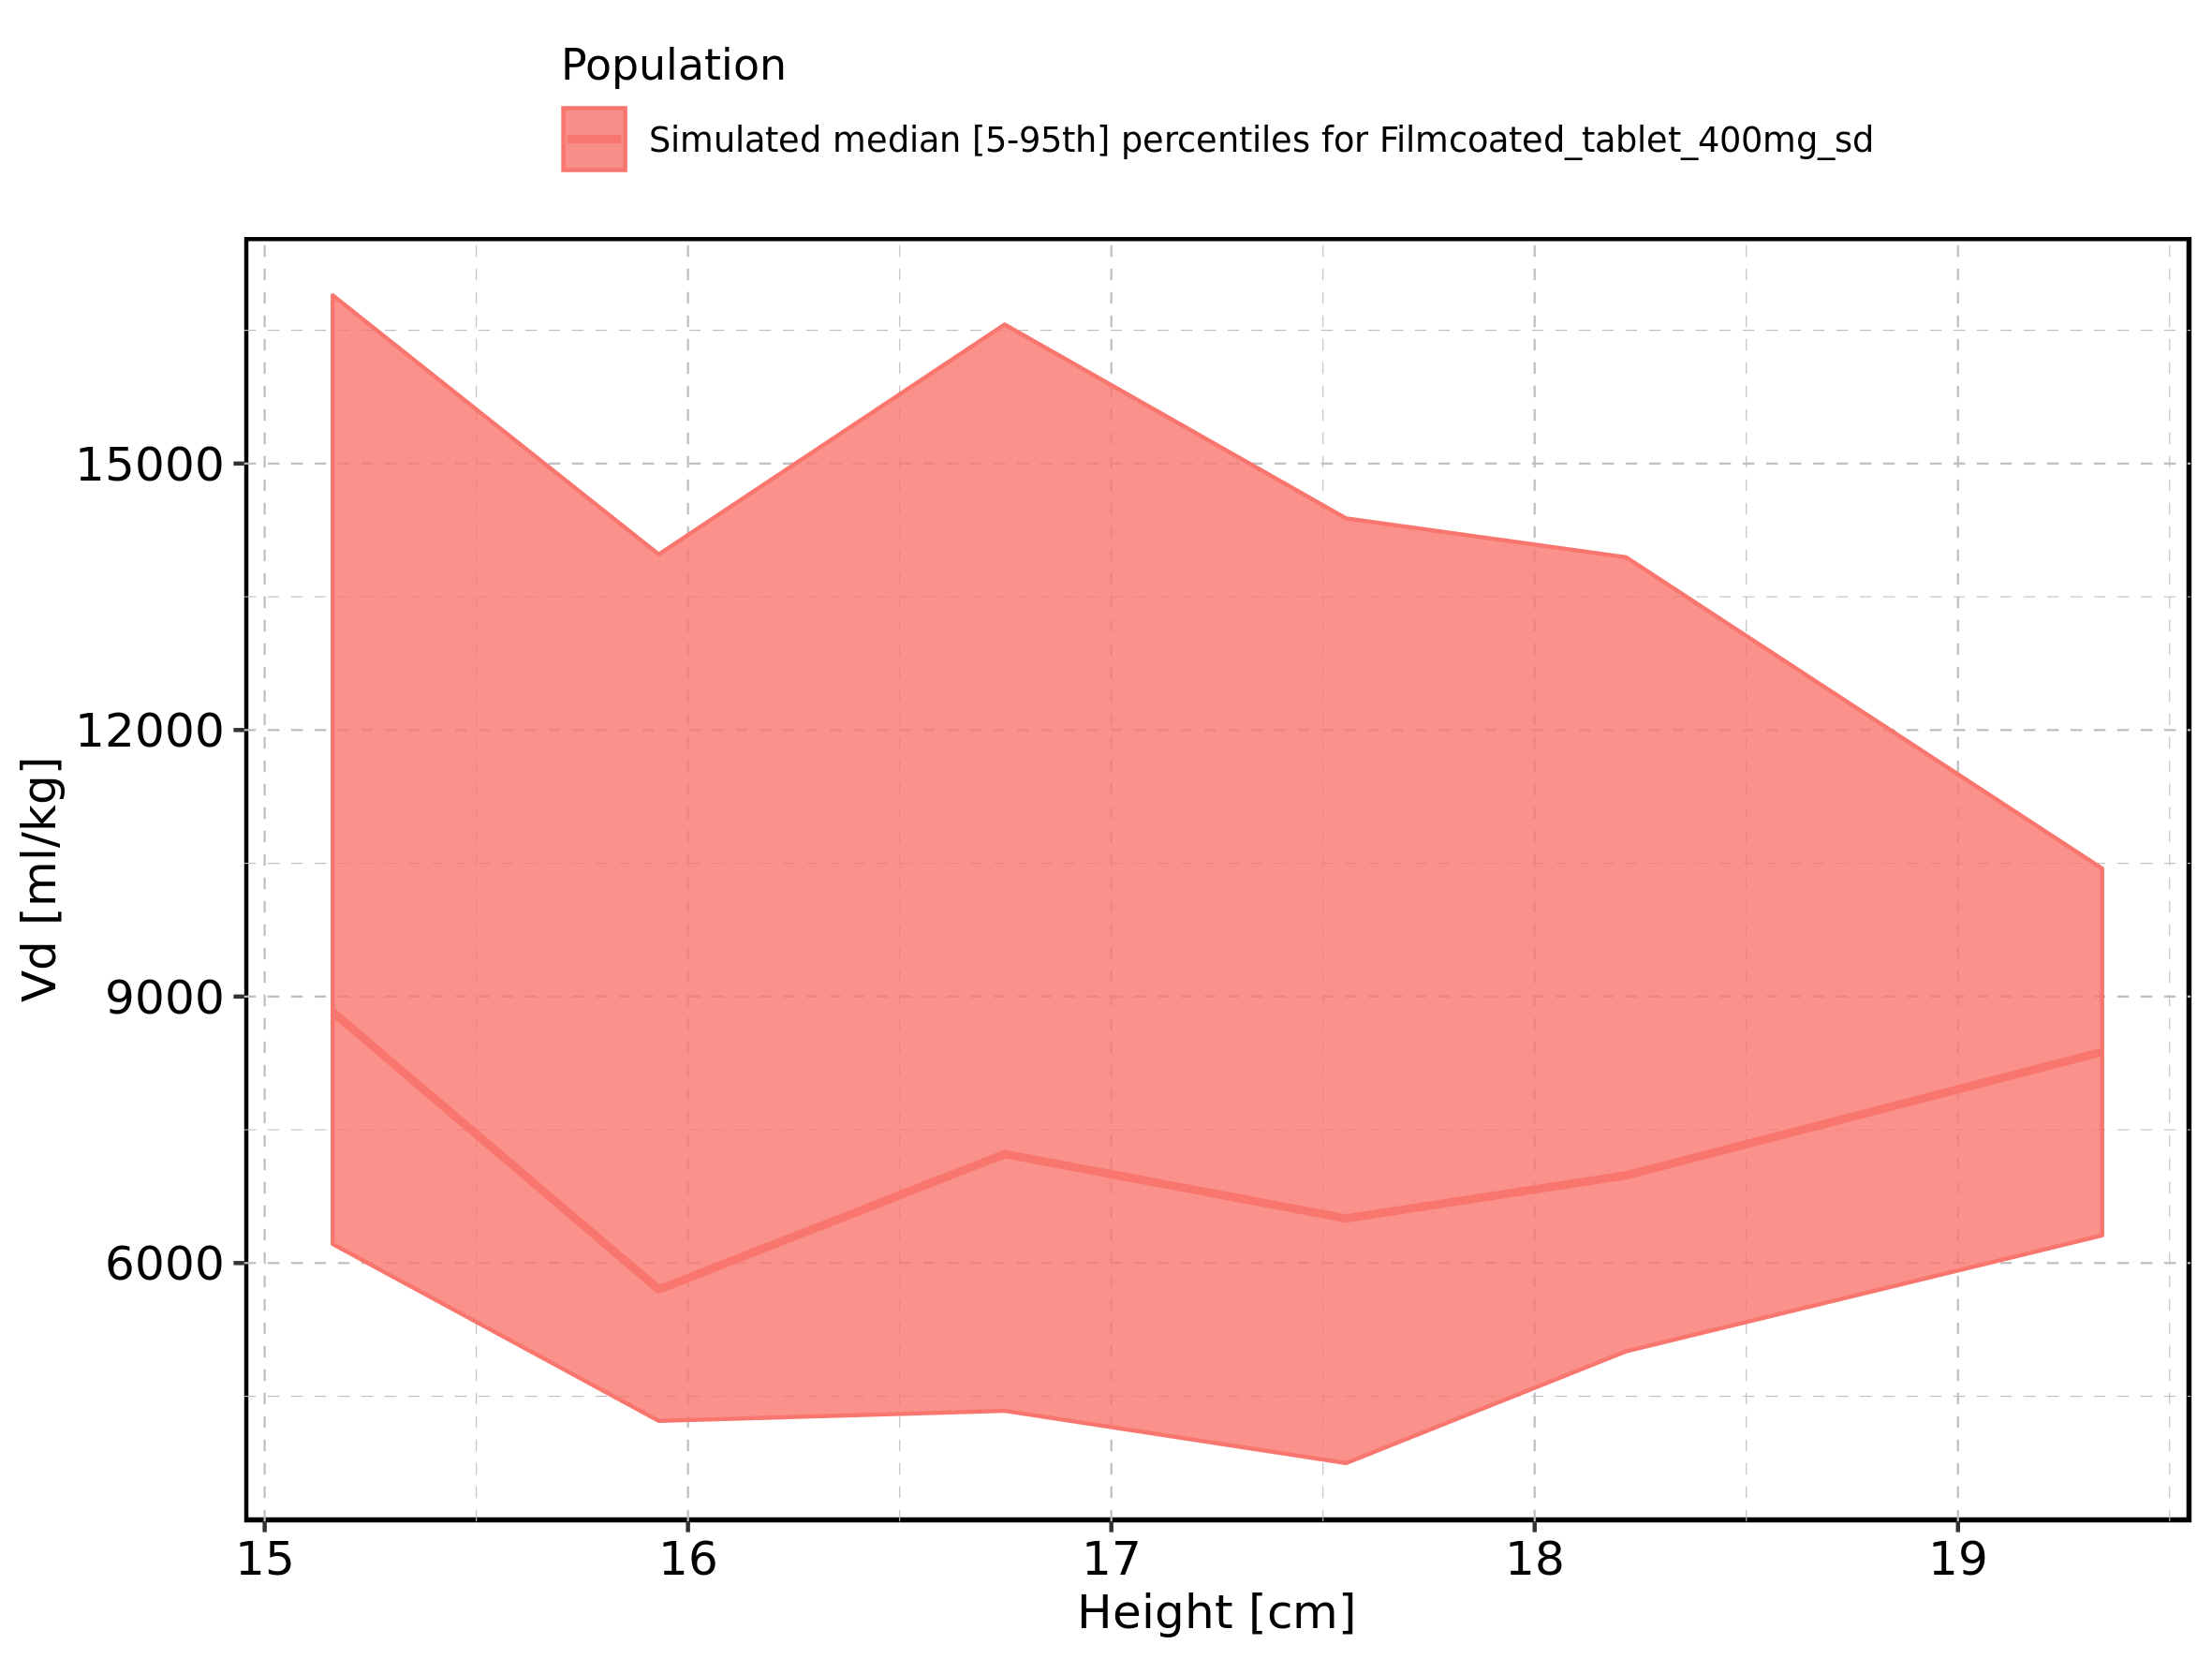 Population
Simulated median [5-95th] percentiles for Filmcoated_tablet_400mg_sd
Vd [ml/kg]
15000
12000
9000
6000
15 16 17 18 19
Height [cm]